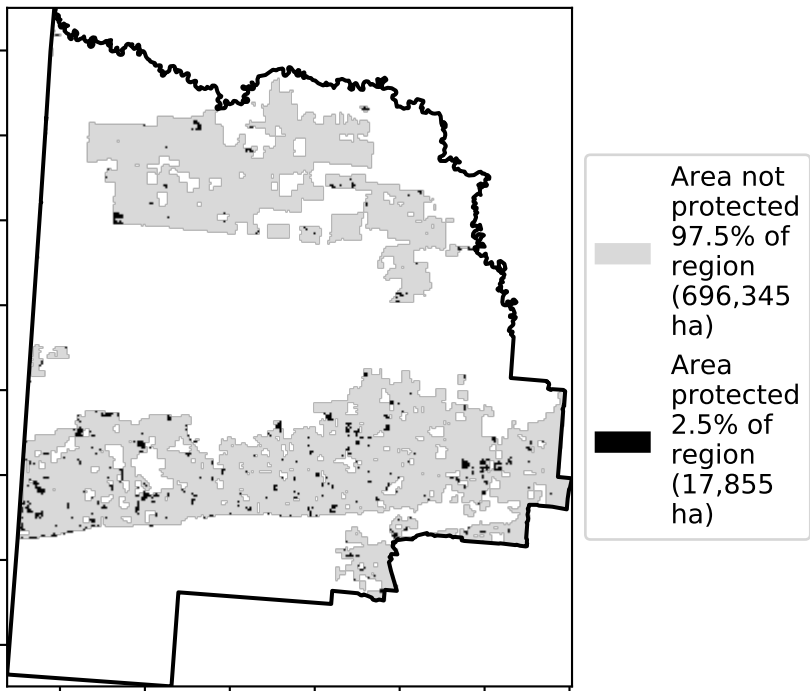 Area not
protected
97.5% of
region
(696,345
ha)
Area
protected
2.5% of
region
(17,855
ha)